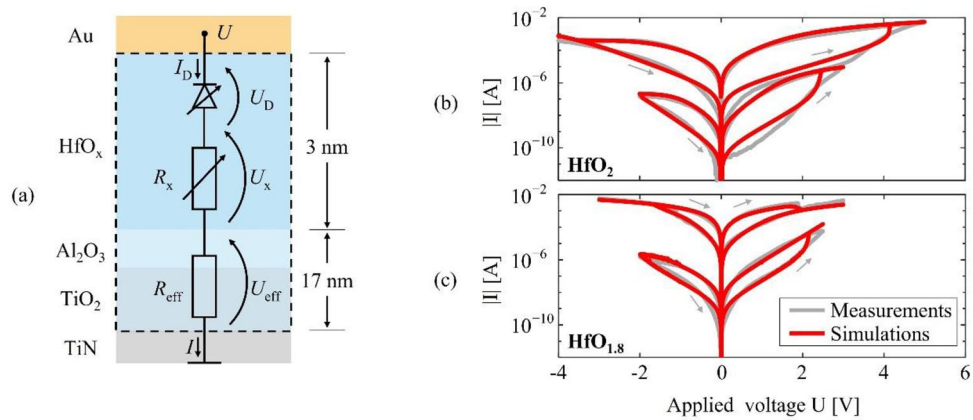 (a)
Au
U
I_D
U_D
HfO_x
3 nm
R_x
U_x
Al_2O_3
R_eff
U_eff
17 nm
TiO_2
TiN
I
(b)
|I| [A]
10^-2
10^-6
10^-10
HfO_2
(c)
|I| [A]
10^-2
10^-6
10^-10
HfO_1.8
Measurements
Simulations
-4 -2 0 2 4 6
Applied voltage U [V]